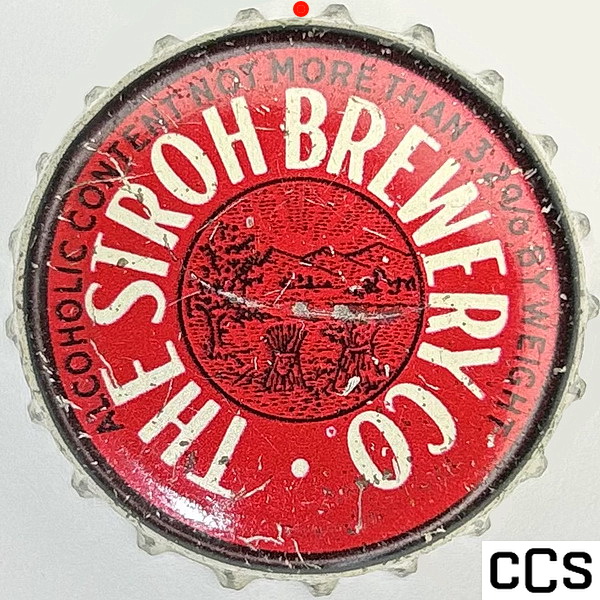 ALCOHOLIC CONTENT NOT MORE THAN 3.2% BY WEIGHT
THE STROH BREWERY CO •
CCS